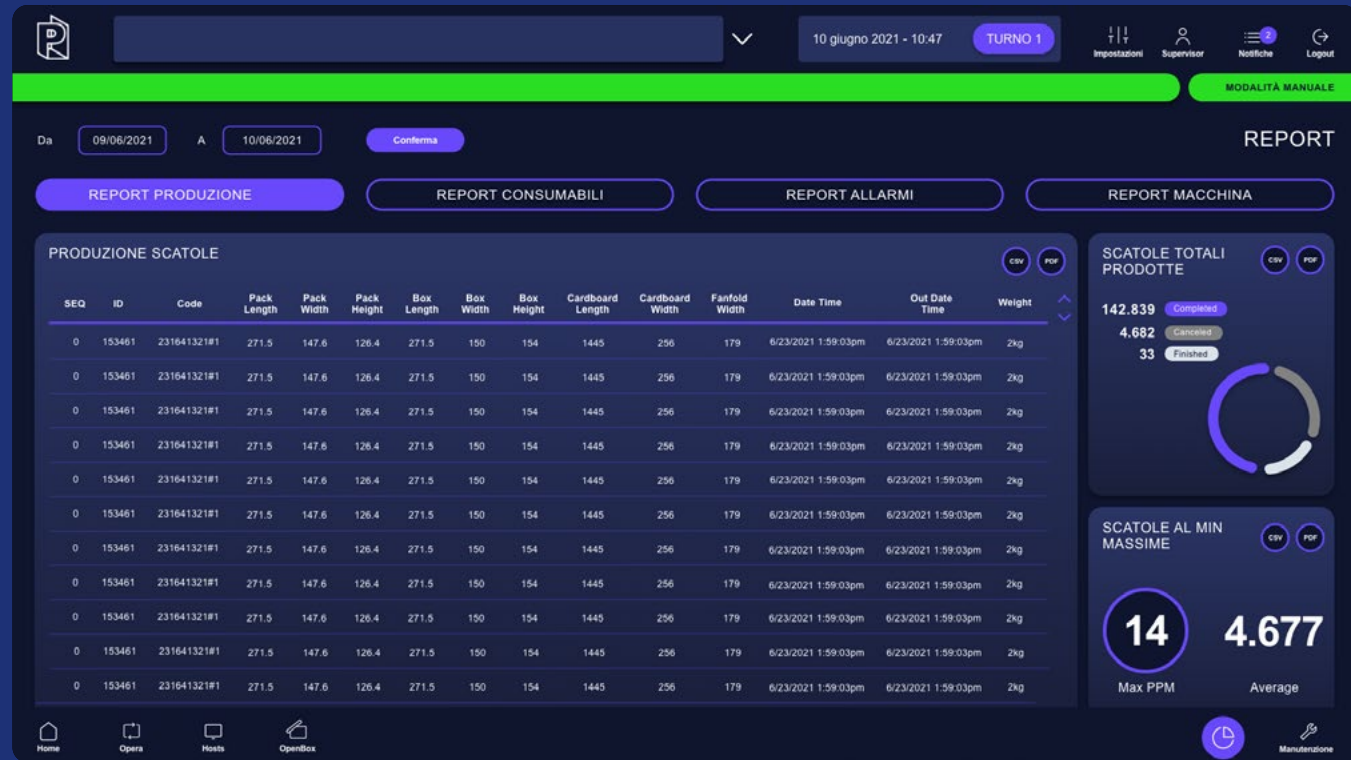 10 giugno 2021 - 10:47 TURNO 1 Impostazioni Supervisor 2 Notifiche Logout
MODALITÀ MANUALE
Da 09/06/2021 A 10/06/2021 Conferma REPORT
REPORT PRODUZIONE REPORT CONSUMABILI REPORT ALLARMI REPORT MACCHINA
PRODUZIONE SCATOLE CSV PDF
SEQ ID Code Pack Length Pack Width Pack Height Box Length Box Width Box Height Cardboard Length Cardboard Width Fanfold Width Date Time Out Date Time Weight
0 153461 231641321#1 271.5 147.6 126.4 271.5 150 154 1445 256 179 6/23/2021 1:59:03pm 6/23/2021 1:59:03pm 2kg
0 153461 231641321#1 271.5 147.6 126.4 271.5 150 154 1445 256 179 6/23/2021 1:59:03pm 6/23/2021 1:59:03pm 2kg
0 153461 231641321#1 271.5 147.6 126.4 271.5 150 154 1445 256 179 6/23/2021 1:59:03pm 6/23/2021 1:59:03pm 2kg
0 153461 231641321#1 271.5 147.6 126.4 271.5 150 154 1445 256 179 6/23/2021 1:59:03pm 6/23/2021 1:59:03pm 2kg
0 153461 231641321#1 271.5 147.6 126.4 271.5 150 154 1445 256 179 6/23/2021 1:59:03pm 6/23/2021 1:59:03pm 2kg
0 153461 231641321#1 271.5 147.6 126.4 271.5 150 154 1445 256 179 6/23/2021 1:59:03pm 6/23/2021 1:59:03pm 2kg
0 153461 231641321#1 271.5 147.6 126.4 271.5 150 154 1445 256 179 6/23/2021 1:59:03pm 6/23/2021 1:59:03pm 2kg
0 153461 231641321#1 271.5 147.6 126.4 271.5 150 154 1445 256 179 6/23/2021 1:59:03pm 6/23/2021 1:59:03pm 2kg
0 153461 231641321#1 271.5 147.6 126.4 271.5 150 154 1445 256 179 6/23/2021 1:59:03pm 6/23/2021 1:59:03pm 2kg
0 153461 231641321#1 271.5 147.6 126.4 271.5 150 154 1445 256 179 6/23/2021 1:59:03pm 6/23/2021 1:59:03pm 2kg
0 153461 231641321#1 271.5 147.6 126.4 271.5 150 154 1445 256 179 6/23/2021 1:59:03pm 6/23/2021 1:59:03pm 2kg
SCATOLE TOTALI
PRODOTTE
CSV PDF
142.839 Completed
4.682 Canceled
33 Finished
SCATOLE AL MIN
MASSIME
CSV PDF
14 4.677
Max PPM Average
Home Opera Hosts OpenBox Manutenzione